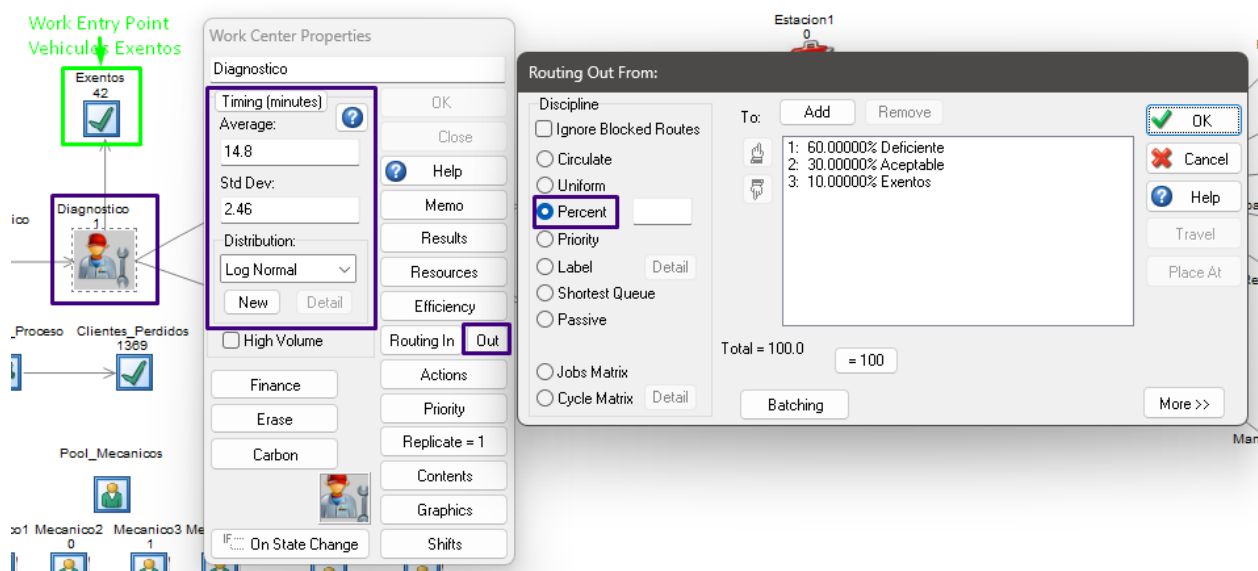 Work Entry Point
Vehicules Exentos
Exentos
42
Diagnostico
1
ico
_Proceso
Clientes_Perdidos
1369
Pool_Mecanicos
co1
Mecanico2
0
Mecanico3
1
Me
Work Center Properties
Diagnostico
Timing (minutes)
Average:
14.8
Std Dev:
2.46
Distribution:
Log Normal
New
Detail
High Volume
Finance
Erase
Carbon
IF
On State Change
OK
Close
Help
Memo
Results
Resources
Efficiency
Routing In
Out
Actions
Priority
Replicate = 1
Contents
Graphics
Shifts
Estacion1
0
Routing Out From:
Discipline
Ignore Blocked Routes
Circulate
Uniform
Percent
Priority
Label
Detail
Shortest Queue
Passive
Jobs Matrix
Cycle Matrix
Detail
To:
Add
Remove
1: 60.00000% Deficiente
2: 30.00000% Aceptable
3: 10.00000% Exentos
Total = 100.0
= 100
Batching
OK
Cancel
Help
Travel
Place At
More >>
Man